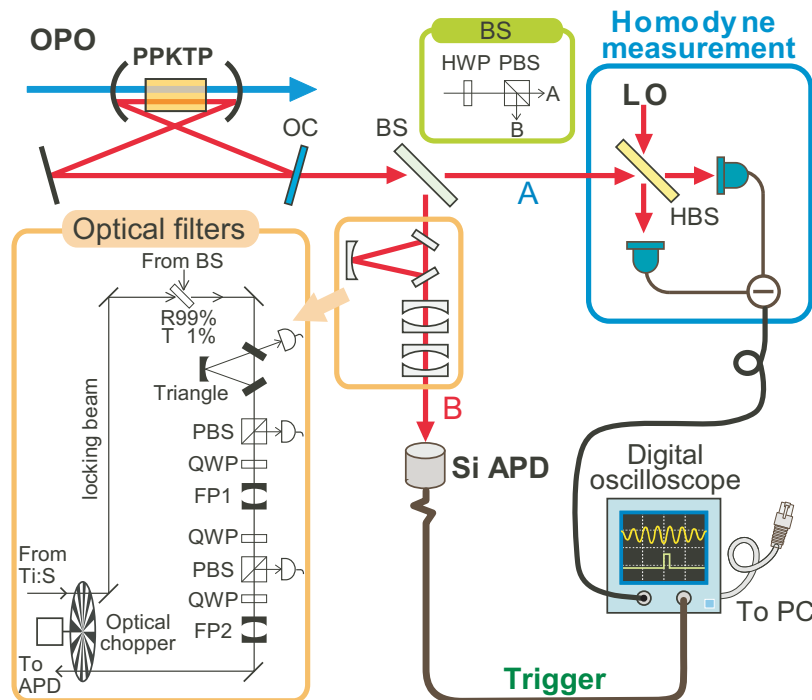 OPO
PPKTP
OC
BS
BS
HWP PBS
A
B
Homodyne
measurement
LO
HBS
A
Optical filters
From BS
R99%
T 1%
Triangle
locking beam
PBS
QWP
FP1
QWP
PBS
QWP
FP2
From
Ti:S
Optical
chopper
To
APD
B
Si APD
Digital
oscilloscope
To PC
Trigger